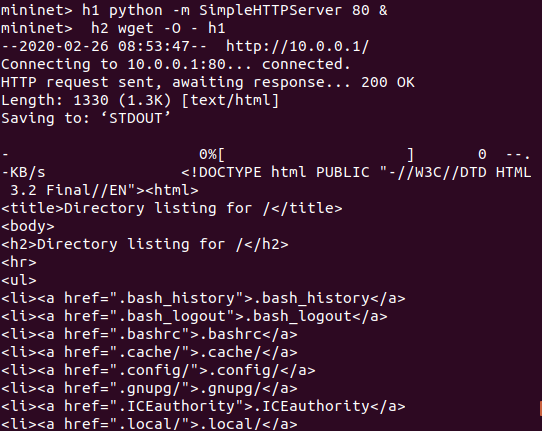 mininet> h1 python -m SimpleHTTPServer 80 &
mininet>  h2 wget -O - h1
--2020-02-26 08:53:47--  http://10.0.0.1/
Connecting to 10.0.0.1:80... connected.
HTTP request sent, awaiting response... 200 OK
Length: 1330 (1.3K) [text/html]
Saving to: ‘STDOUT’
-                     0%[                    ]       0  --.
-KB/s               <!DOCTYPE html PUBLIC "-//W3C//DTD HTML
 3.2 Final//EN"><html>
<title>Directory listing for /</title>
<body>
<h2>Directory listing for /</h2>
<hr>
<ul>
<li><a href=".bash_history">.bash_history</a>
<li><a href=".bash_logout">.bash_logout</a>
<li><a href=".bashrc">.bashrc</a>
<li><a href=".cache/">.cache/</a>
<li><a href=".config/">.config/</a>
<li><a href=".gnupg/">.gnupg/</a>
<li><a href=".ICEauthority">.ICEauthority</a>
<li><a href=".local/">.local/</a>